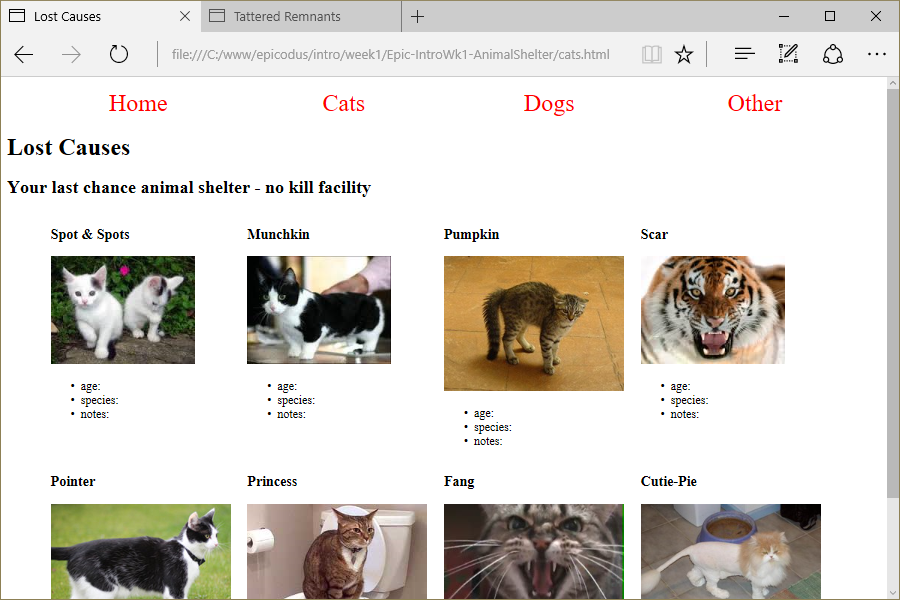 Lost Causes
Tattered Remnants
file:///C:/www/epicodus/intro/week1/Epic-IntroWk1-AnimalShelter/cats.html
Home Cats Dogs Other
Lost Causes
Your last chance animal shelter - no kill facility
Spot & Spots Munchkin Pumpkin Scar
• age: • age: • age: • age:
• species: • species: • species: • species:
• notes: • notes: • notes: • notes:
Pointer Princess Fang Cutie-Pie